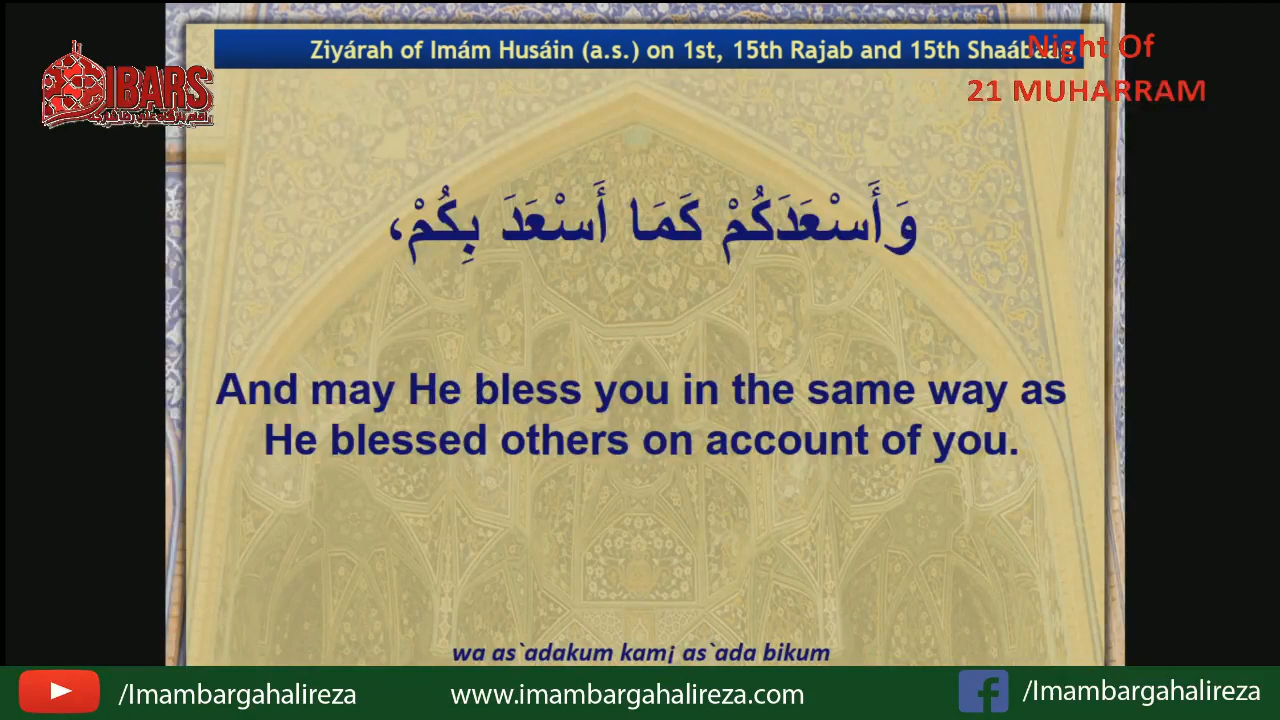 Ziyárah of Imám Husáin (a.s.) on 1st, 15th Rajab and 15th
Night Of
21 MUHARRAM
IBARS
وَأَسْعَدَكُمْ كَمَا أَسْعَدَ بِكُمْ،
And may He bless you in the same way as
He blessed others on account of you.
wa as`adakum kam¡ as`ada bikum
/Imambargahalireza
www.imambargahalireza.com
/Imambargahalireza